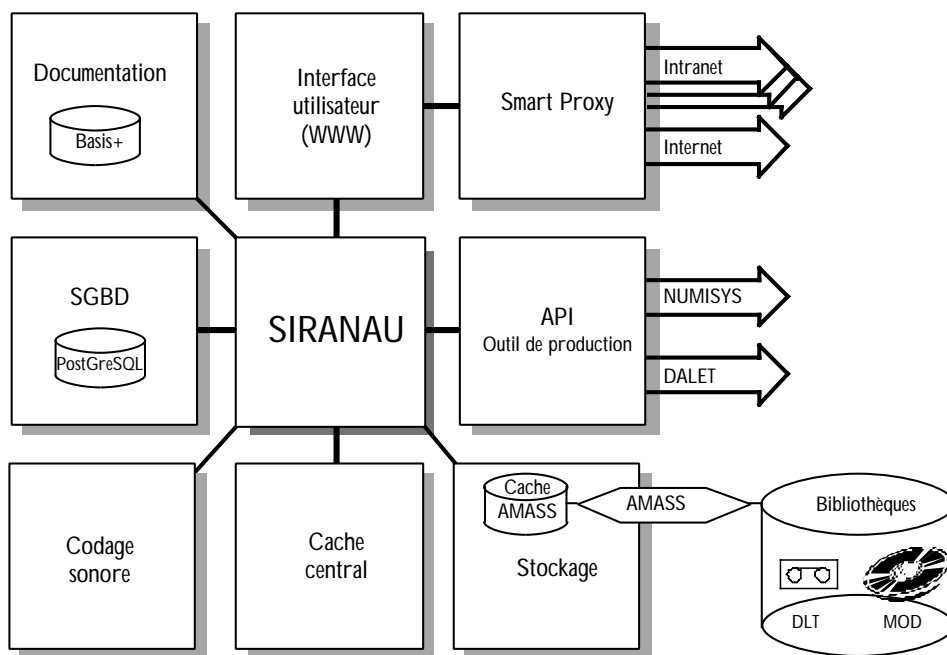 Documentation
Basis+
Interface
utilisateur
(WWW)
Smart Proxy
Intranet
Internet
SGBD
PostGreSQL
SIRANAU
API
Outil de production
NUMISYS
DALET
Codage
sonore
Cache
central
Cache
AMASS
Stockage
AMASS
Bibliothèques
DLT
MOD